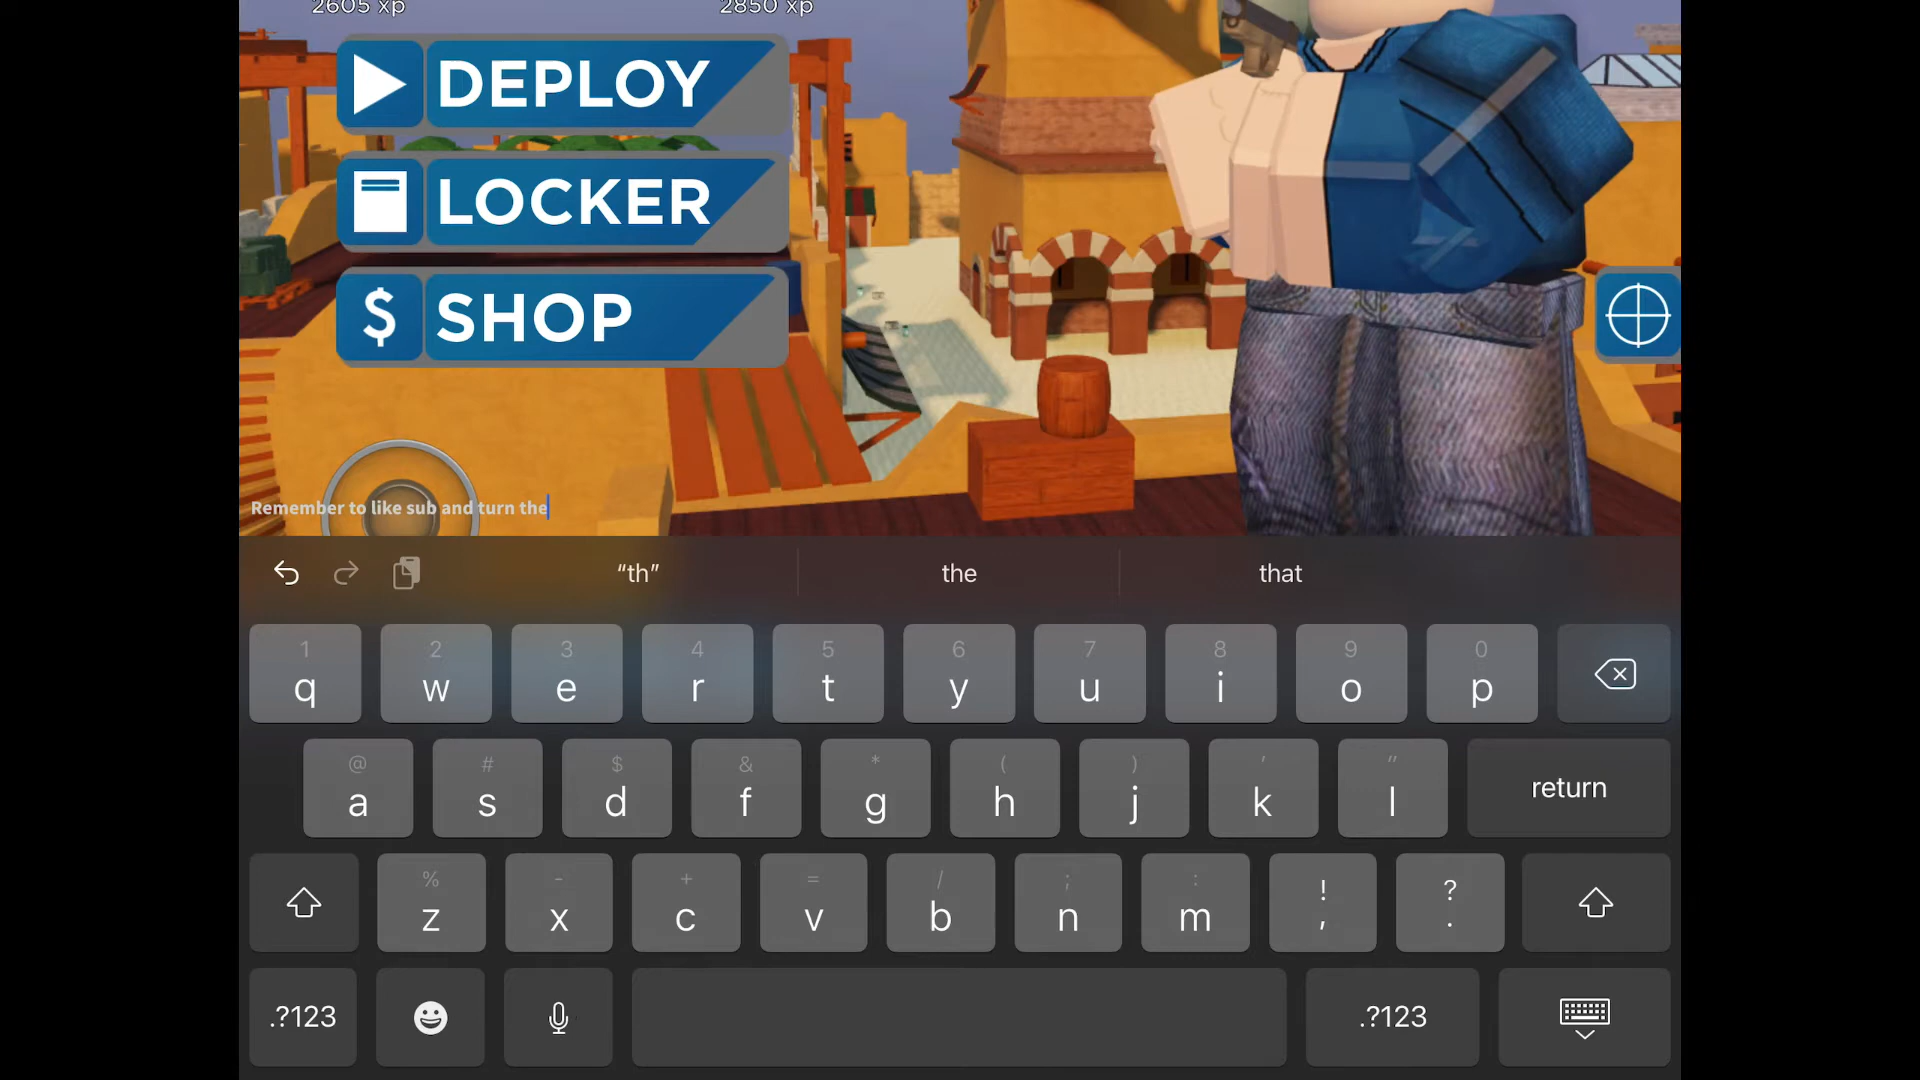 2605 xp 2850 xp
DEPLOY
LOCKER
$ SHOP
Remember to like sub and turn the
“th” the that
1 2 3 4 5 6 7 8 9 0
q w e r t y u i o p
@ # $ & * ( ) ' "
a s d f g h j k l return
% - + = / ; : ! ?
z x c v b n m , .
.?123 .?123